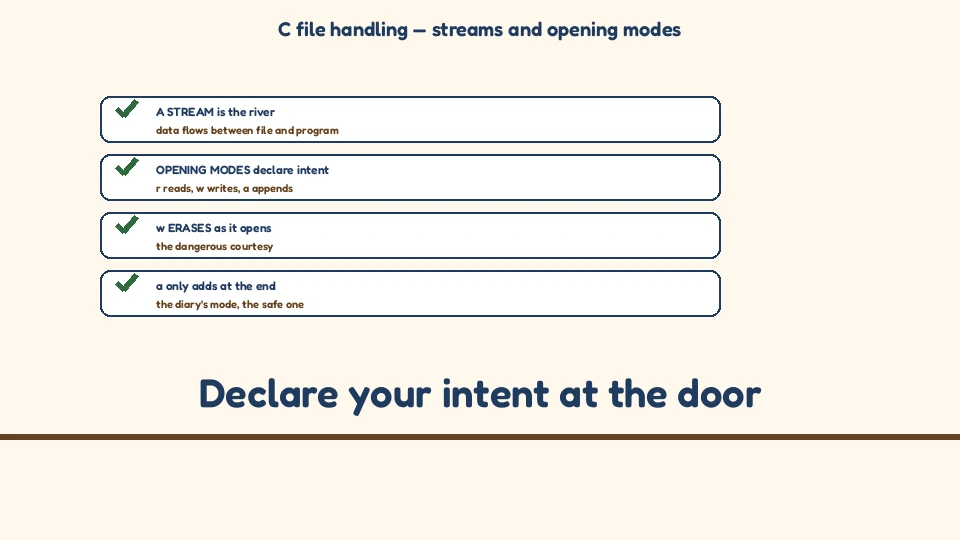 C file handling — streams and opening modes
A STREAM is the river
data flows between file and program
OPENING MODES declare intent
r reads, w writes, a appends
w ERASES as it opens
the dangerous courtesy
a only adds at the end
the diary's mode, the safe one
Declare your intent at the door